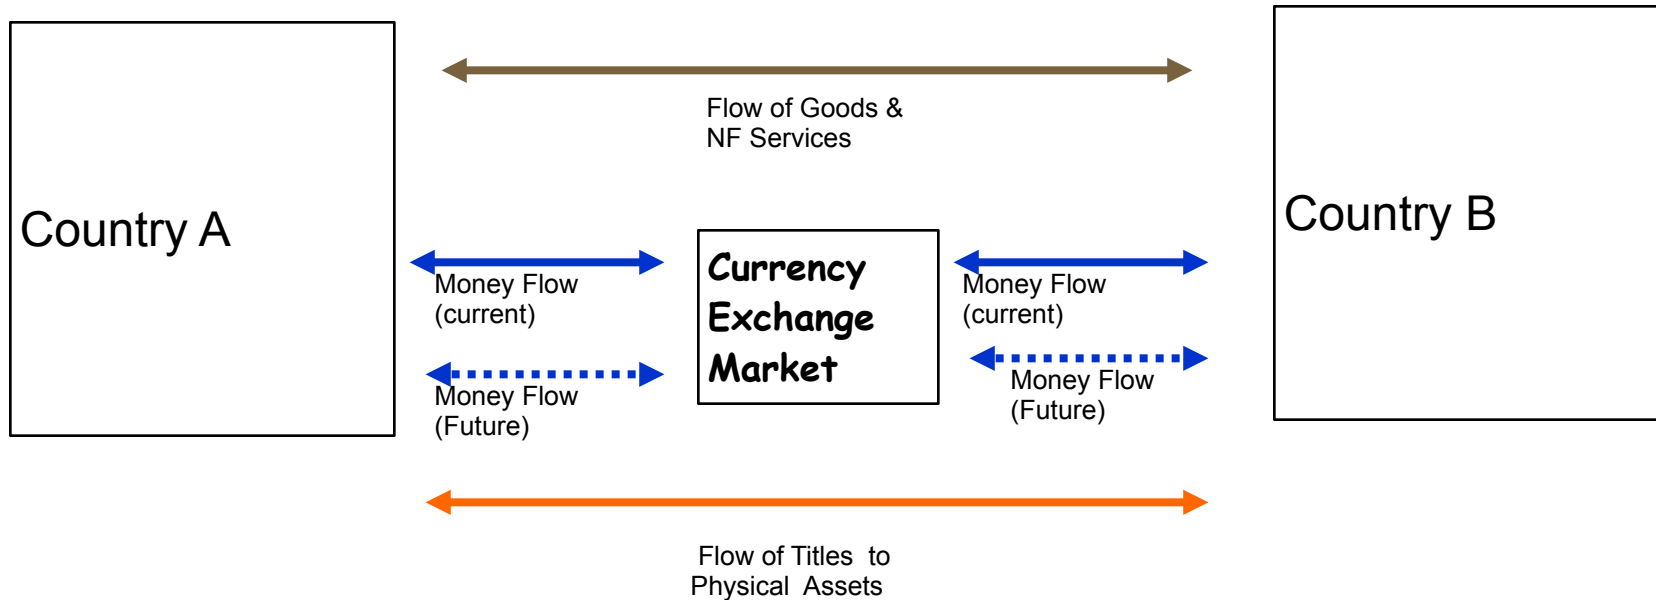 Flow of Goods &
NF Services
Country A
Country B
Currency
Exchange
Market
Money Flow
(current)
Money Flow
(current)
Money Flow
(Future)
Money Flow
(Future)
Flow of Titles to
Physical Assets